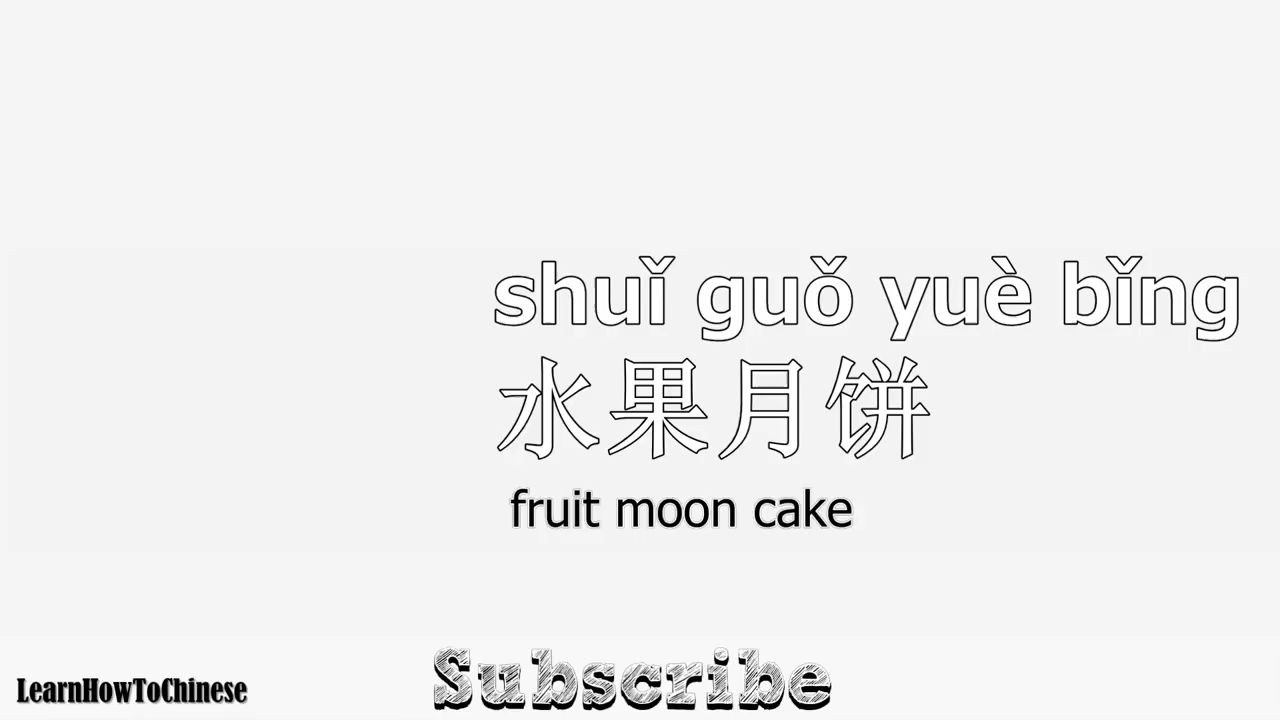 shuǐ guǒ yuè bǐng
水果月饼
fruit moon cake
Subscribe
LearnHowToChinese